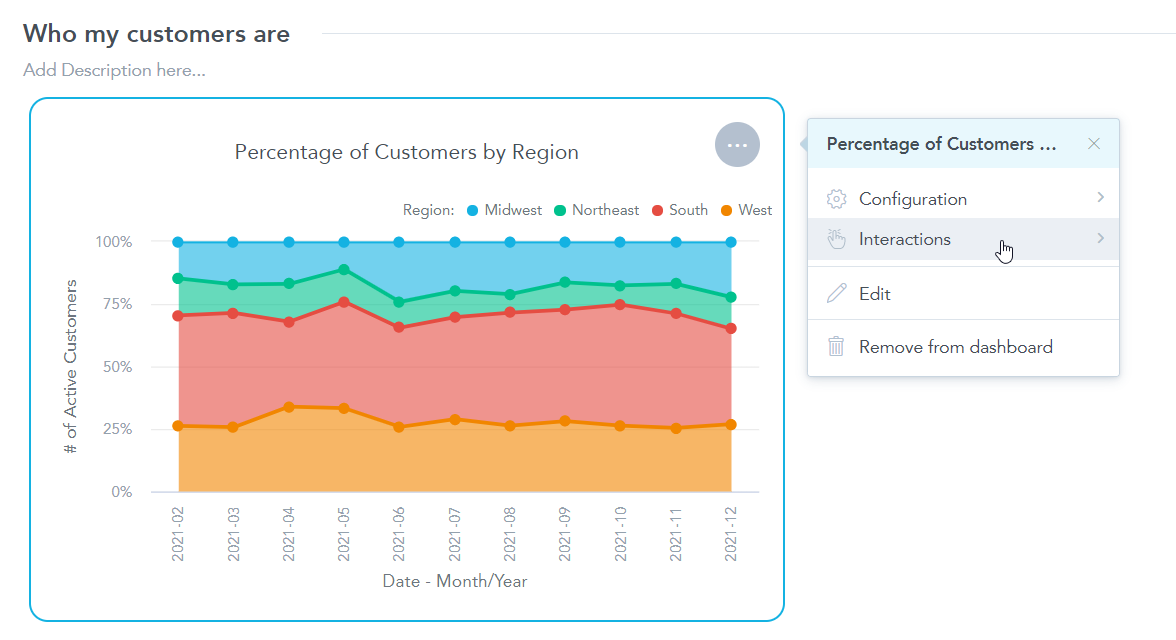 Who my customers are
Add Description here...
Percentage of Customers by Region
...
Region: Midwest Northeast South West
100%
75%
50%
25%
0%
# of Active Customers
2021-02
2021-03
2021-04
2021-05
2021-06
2021-07
2021-08
2021-09
2021-10
2021-11
2021-12
Date - Month/Year
Percentage of Customers ...
Configuration
Interactions
Edit
Remove from dashboard